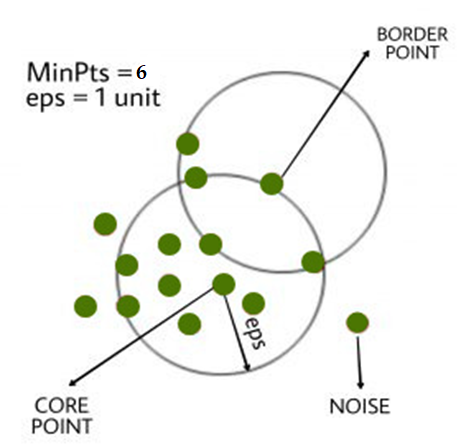 BORDER
POINT
MinPts = 6
eps = 1 unit
eps
CORE
POINT
NOISE